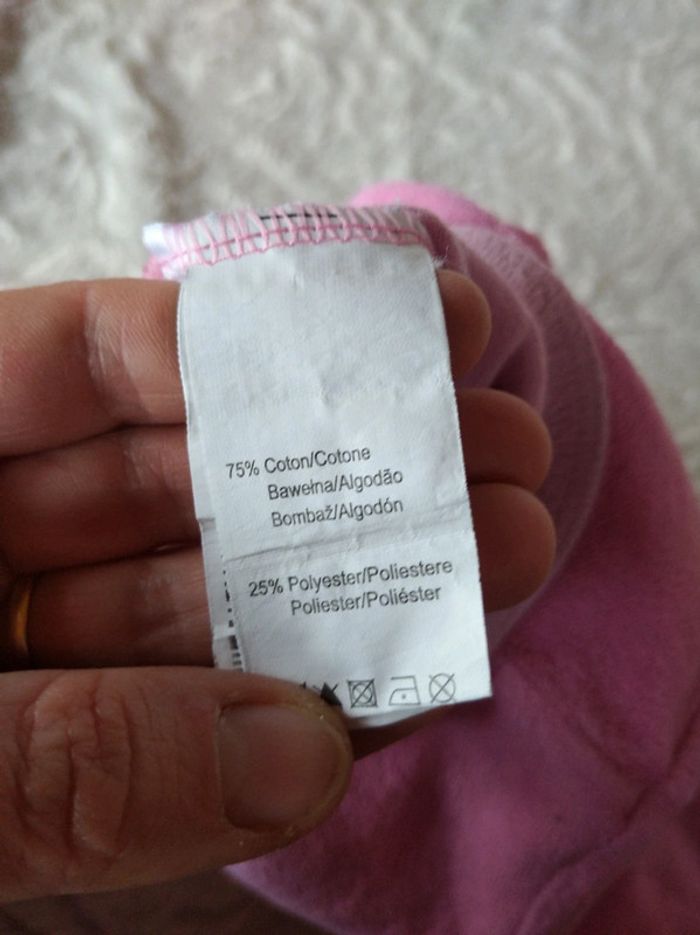 75% Coton/Cotone
Bawełna/Algodão
Bombaž/Algodón
25% Polyester/Poliestere
Poliester/Poliéster